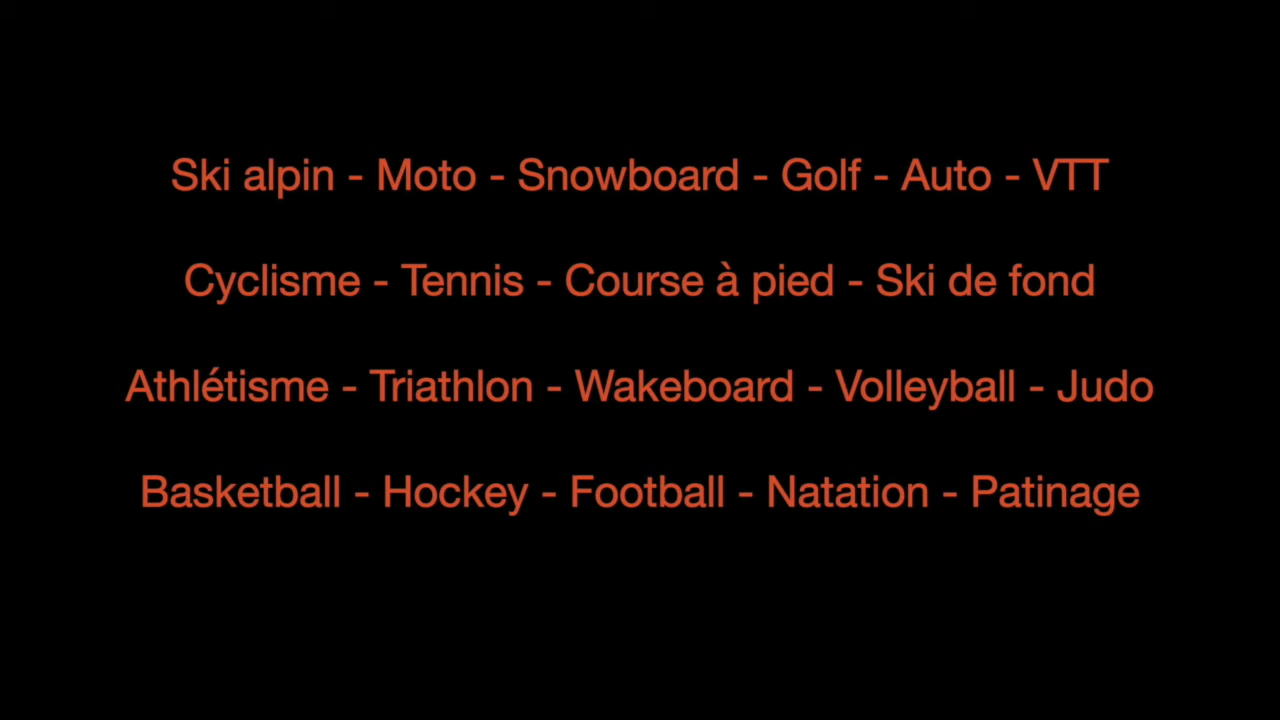 Ski alpin - Moto - Snowboard - Golf - Auto - VTT
Cyclisme - Tennis - Course à pied - Ski de fond
Athlétisme - Triathlon - Wakeboard - Volleyball - Judo
Basketball - Hockey - Football - Natation - Patinage